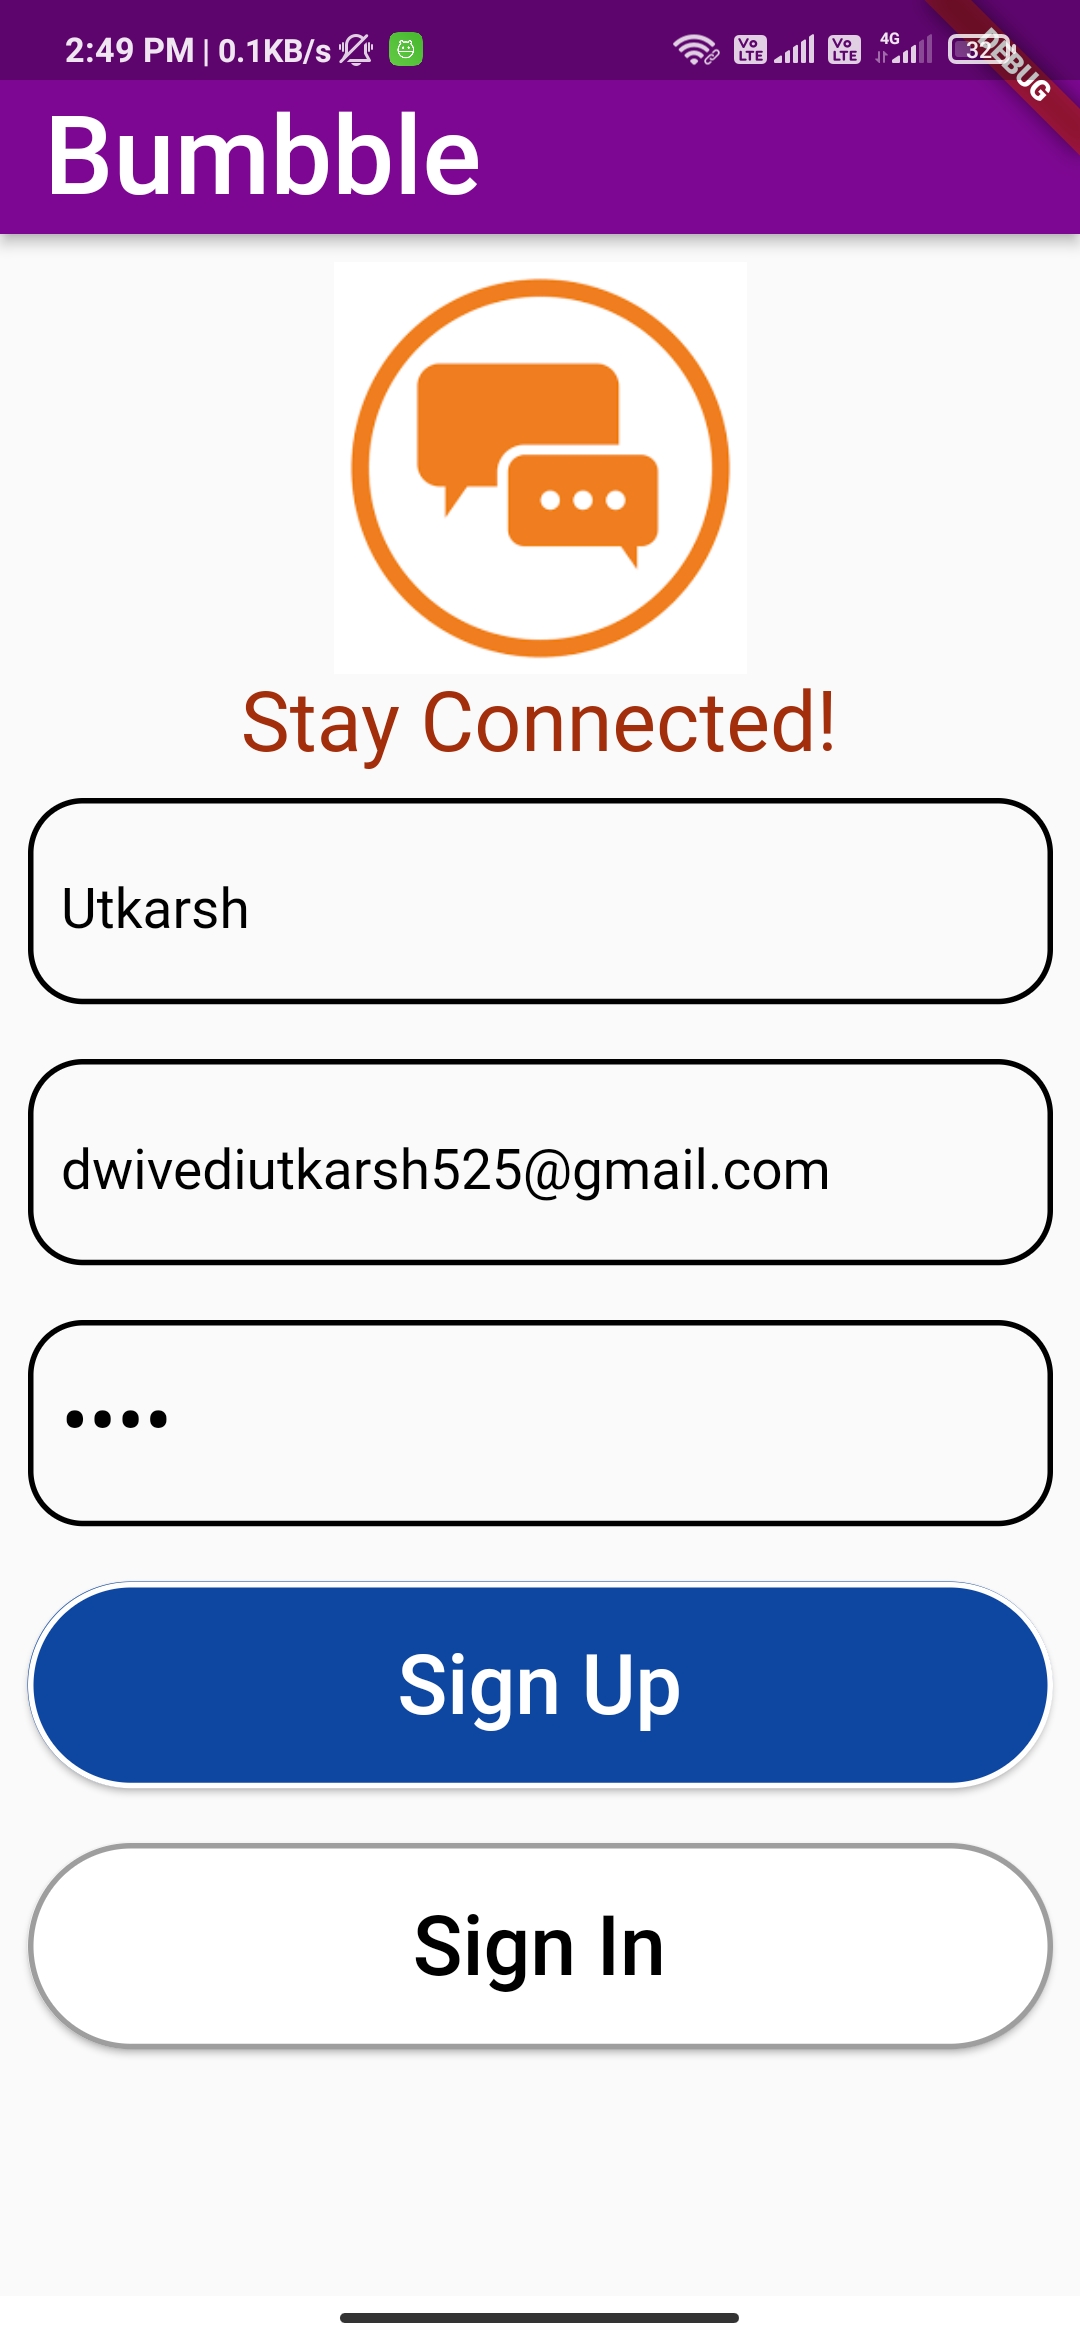 2:49 PM | 0.1KB/s
Vo LTE Vo LTE 4G 32
DEBUG
Bumbble
Stay Connected!
Utkarsh
dwivediutkarsh525@gmail.com
••••
Sign Up
Sign In